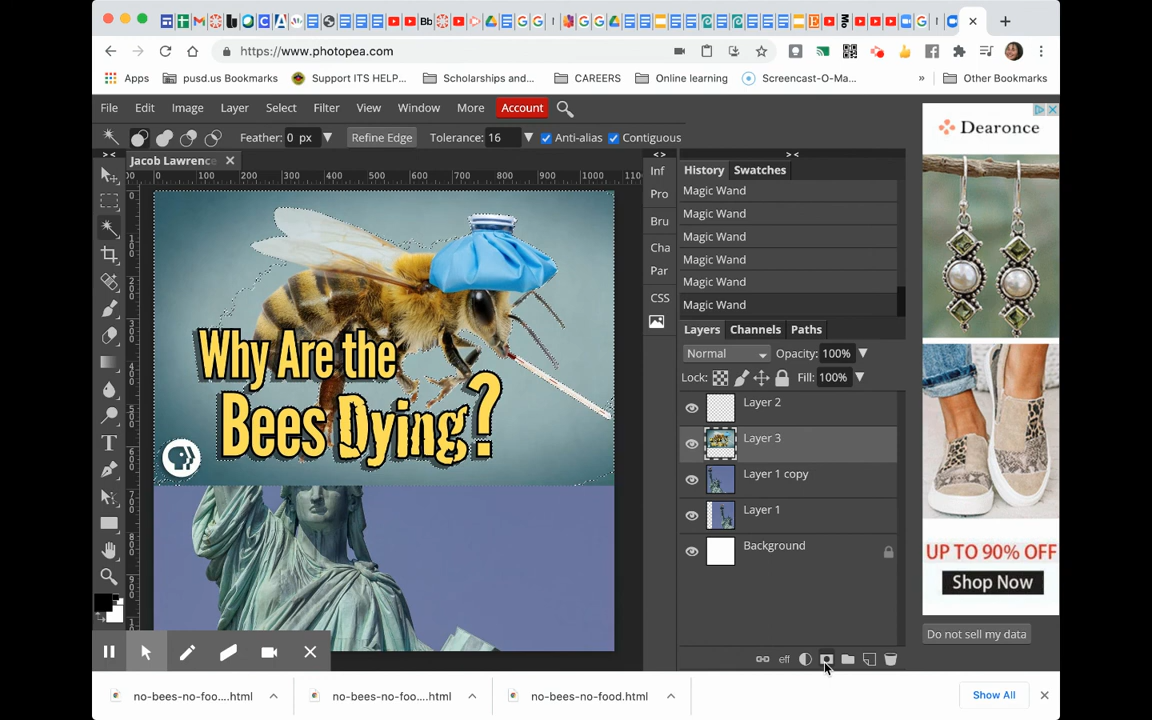 https://www.photopea.com
Apps pusd.us Bookmarks Support ITS HELP... Scholarships and... CAREERS Online learning Screencast-O-Ma... » Other Bookmarks
File Edit Image Layer Select Filter View Window More Account
Feather: 0 px Refine Edge Tolerance: 16 Anti-alias Contiguous
Jacob Lawrence
0 100 200 300 400 500 600 700 800 900 1000 1100
Inf
Pro
Bru
Cha
Par
CSS
History Swatches
Magic Wand
Magic Wand
Magic Wand
Magic Wand
Magic Wand
Magic Wand
Layers Channels Paths
Normal Opacity: 100%
Lock: Fill: 100%
Layer 2
Layer 3
Layer 1 copy
Layer 1
Background
eff
Why Are the
Bees Dying?
Dearonce
UP TO 90% OFF
Shop Now
Do not sell my data
no-bees-no-foo....html no-bees-no-foo....html no-bees-no-food.html Show All